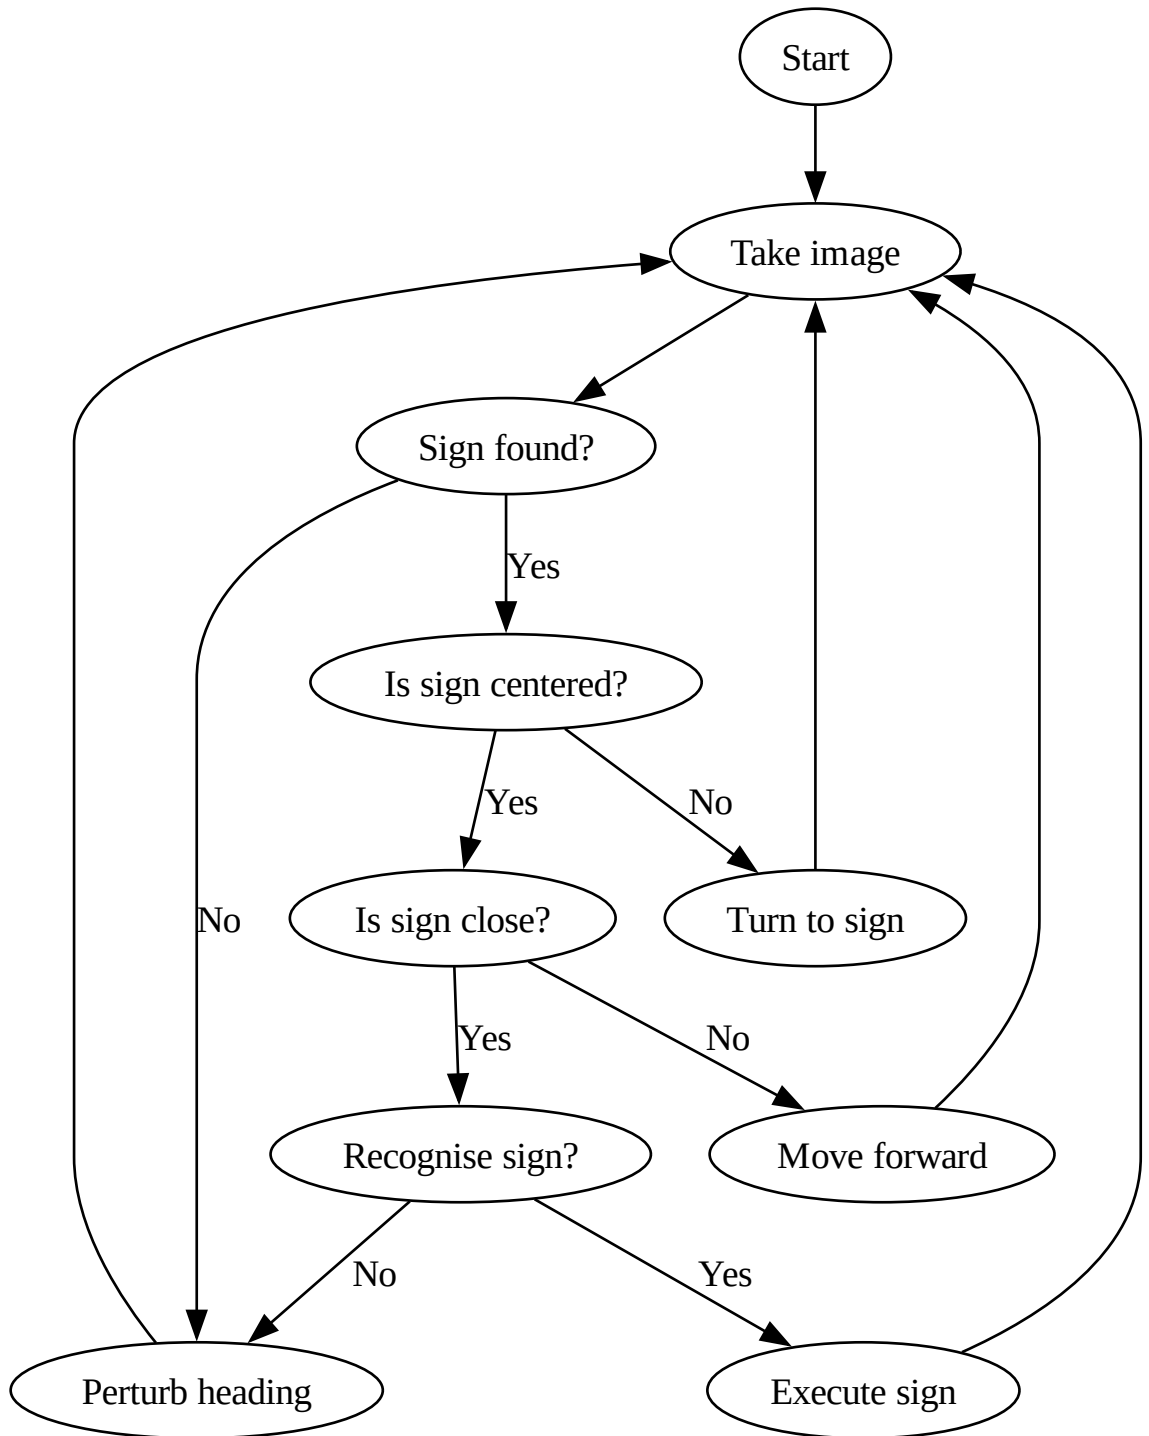 Start
Take image
Sign found?
Yes
Is sign centered?
Yes
No
Is sign close?
Turn to sign
No
Yes
No
Recognise sign?
Move forward
No
Yes
Perturb heading
Execute sign